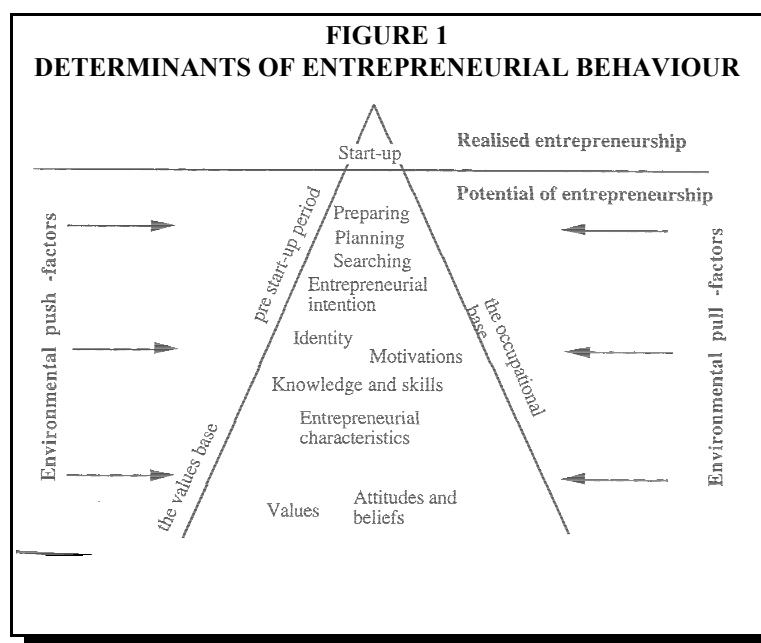 FIGURE 1
DETERMINANTS OF ENTREPRENEURIAL BEHAVIOUR
Start-up
Realised entrepreneurship
Potential of entrepreneurship
Environmental push -factors
pre start-up period
the values base
Preparing
Planning
Searching
Entrepreneurial
intention
Identity
Motivations
Knowledge and skills
Entrepreneurial
characteristics
Values
Attitudes and
beliefs
the occupational
base
Environmental pull -factors